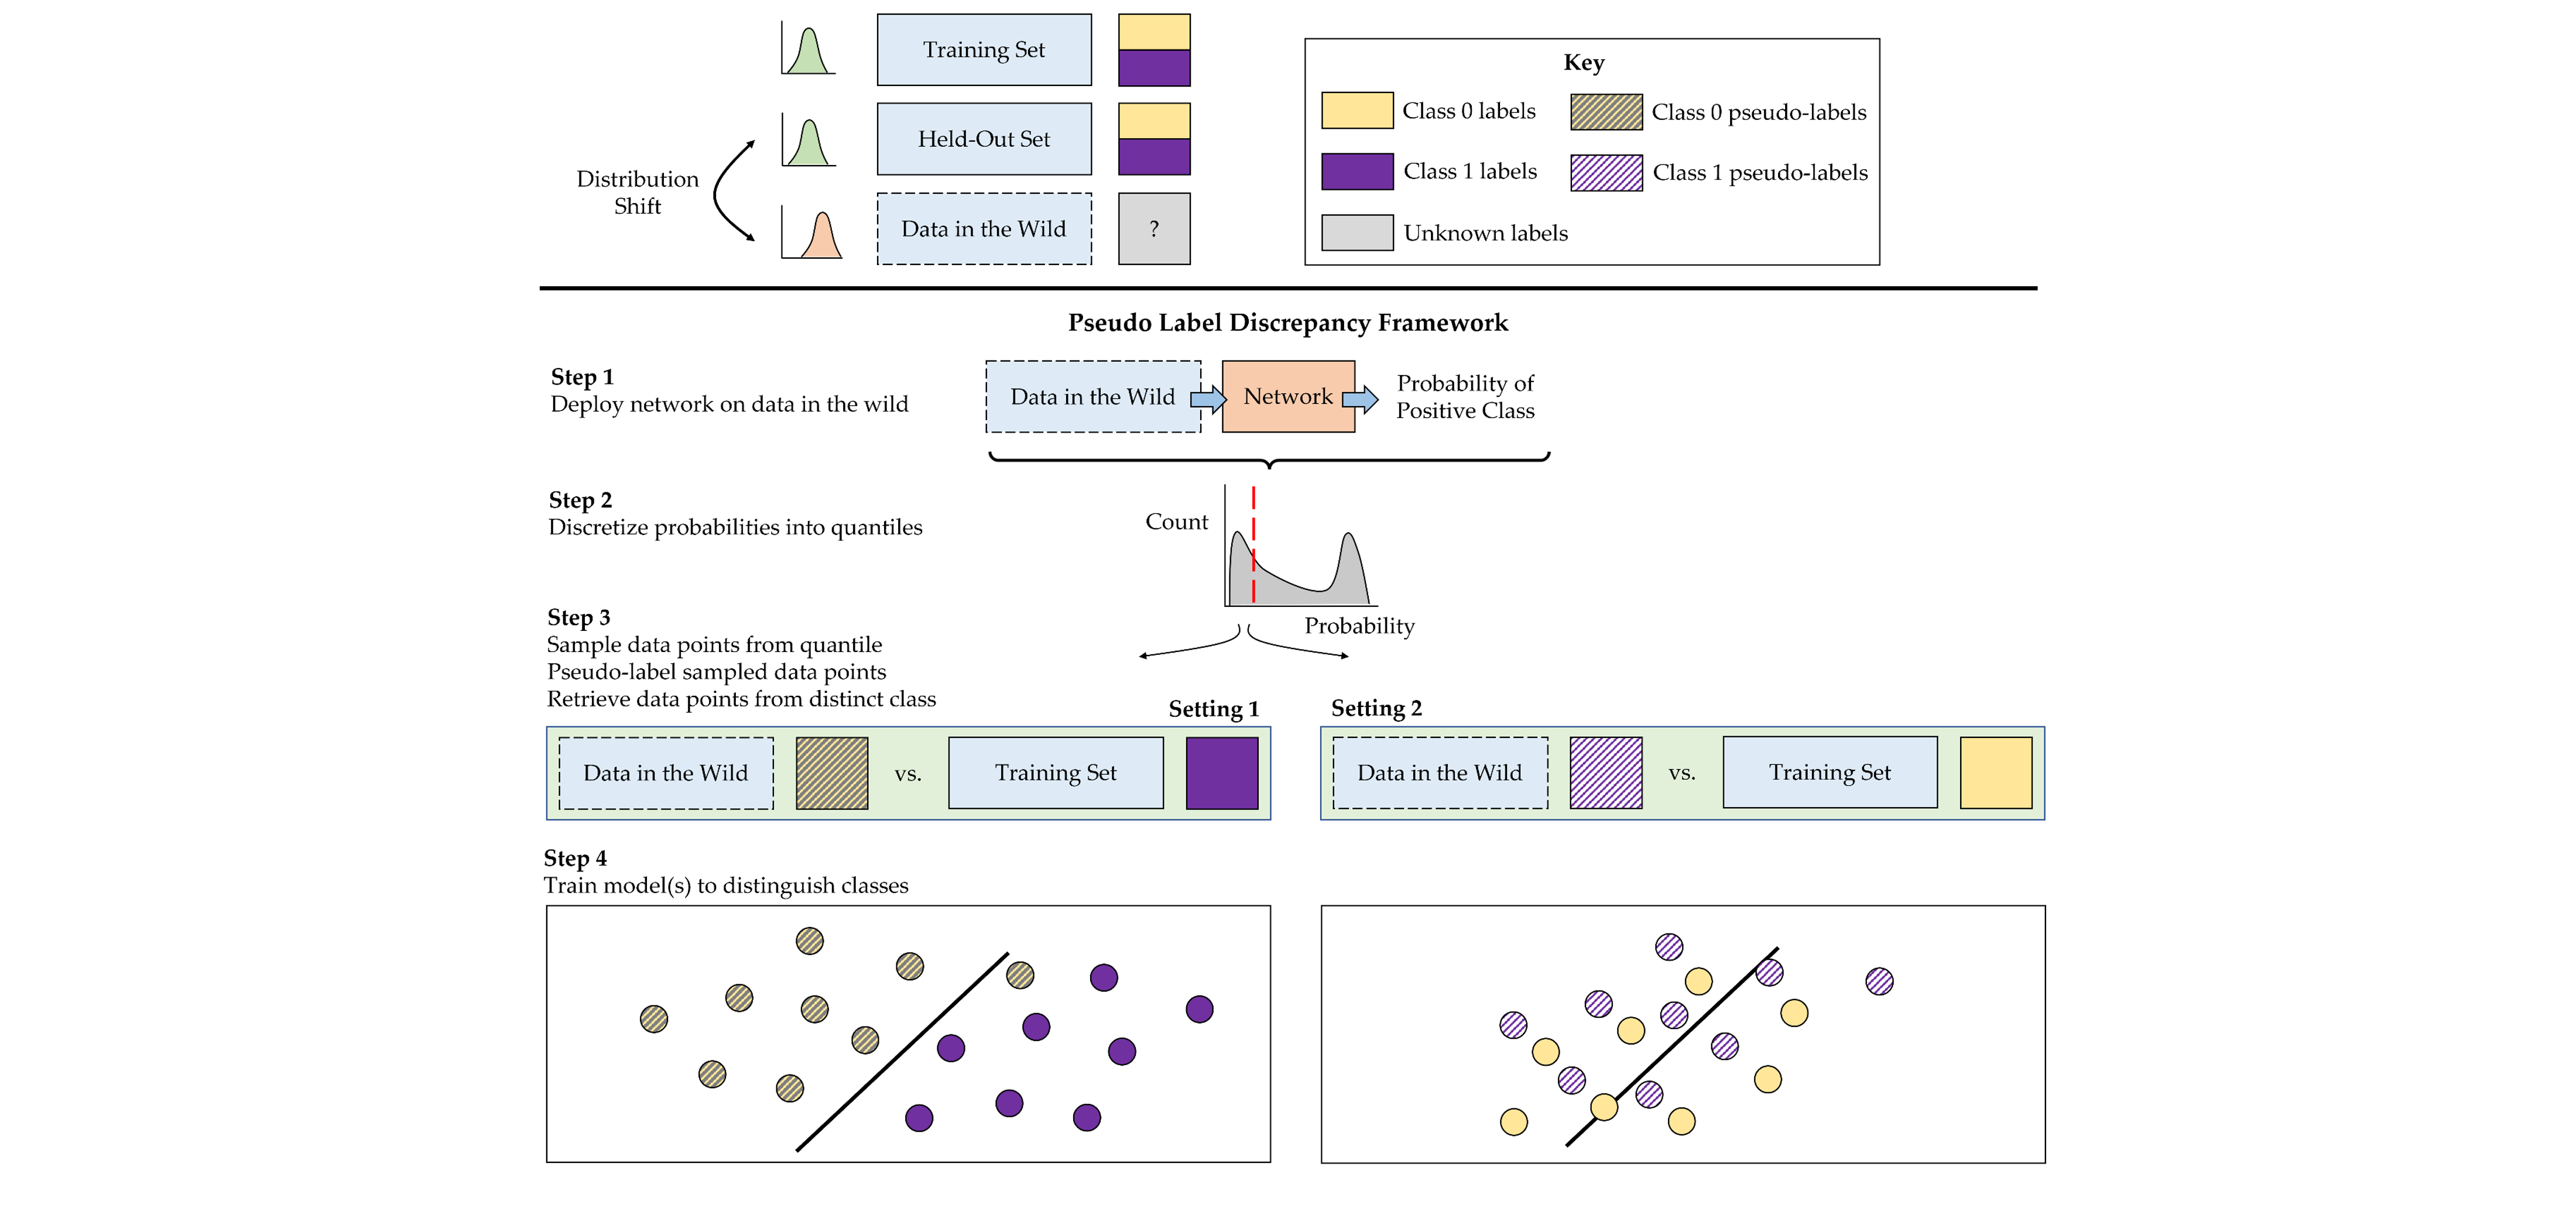 Training Set
Held-Out Set
Distribution
Shift
Data in the Wild
?
Key
Class 0 labels
Class 0 pseudo-labels
Class 1 labels
Class 1 pseudo-labels
Unknown labels
Pseudo Label Discrepancy Framework
Step 1
Deploy network on data in the wild
Data in the Wild
Network
Probability of
Positive Class
Step 2
Discretize probabilities into quantiles
Count
Probability
Step 3
Sample data points from quantile
Pseudo-label sampled data points
Retrieve data points from distinct class
Setting 1
Data in the Wild
vs.
Training Set
Setting 2
Data in the Wild
vs.
Training Set
Step 4
Train model(s) to distinguish classes